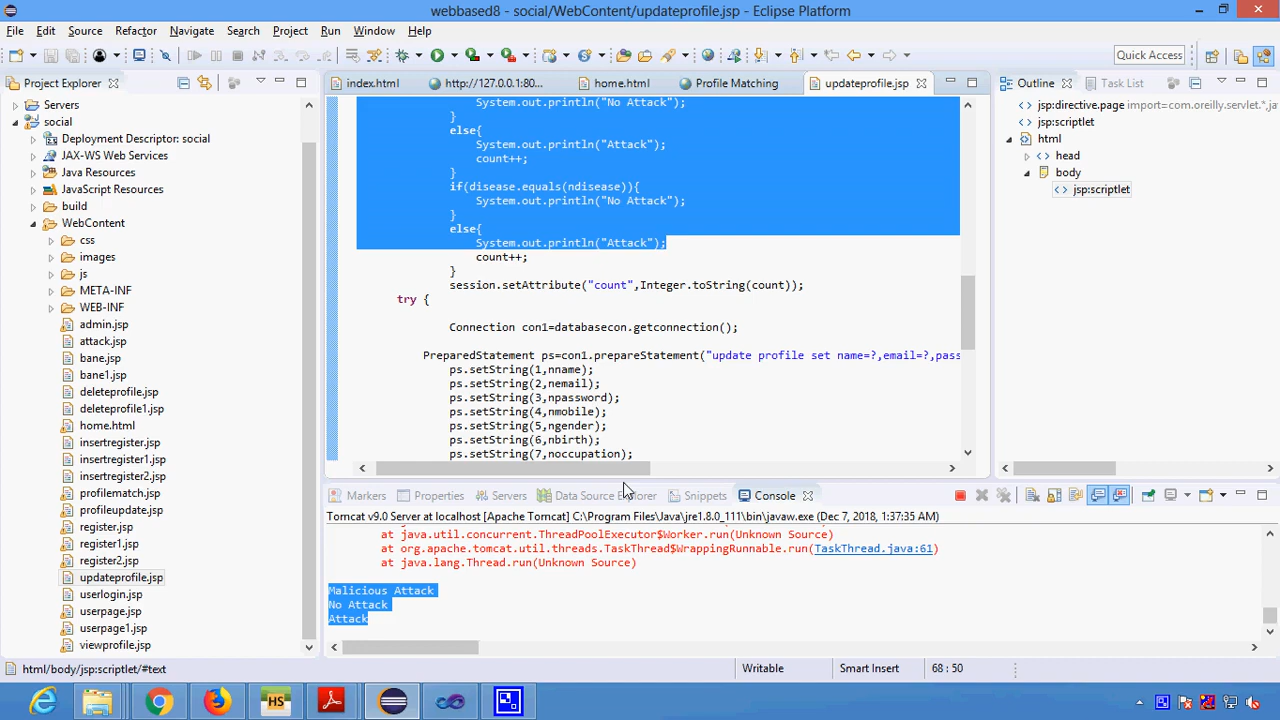 webbased8 - social/WebContent/updateprofile.jsp - Eclipse Platform
File Edit Source Refactor Navigate Search Project Run Window Help
Quick Access
Project Explorer
index.html
http://127.0.0.1:80...
home.html
Profile Matching
updateprofile.jsp
Outline
Task List
Servers
social
Deployment Descriptor: social
JAX-WS Web Services
Java Resources
JavaScript Resources
build
WebContent
css
images
js
META-INF
WEB-INF
admin.jsp
attack.jsp
bane.jsp
bane1.jsp
deleteprofile.jsp
deleteprofile1.jsp
home.html
insertregister.jsp
insertregister1.jsp
insertregister2.jsp
profilematch.jsp
profileupdate.jsp
register.jsp
register1.jsp
register2.jsp
updateprofile.jsp
userlogin.jsp
userpage.jsp
userpage1.jsp
viewprofile.jsp
System.out.println("No Attack");
}
else{
System.out.println("Attack");
count++;
}
if(disease.equals(ndisease)){
System.out.println("No Attack");
}
else{
System.out.println("Attack");
count++;
}
session.setAttribute("count",Integer.toString(count));
try {
Connection con1=databasecon.getconnection();
PreparedStatement ps=con1.prepareStatement("update profile set name=?,email=?,pass
ps.setString(1,nname);
ps.setString(2,nemail);
ps.setString(3,npassword);
ps.setString(4,nmobile);
ps.setString(5,ngender);
ps.setString(6,nbirth);
ps.setString(7,noccupation);
jsp:directive.page import=com.oreilly.servlet.*,ja
jsp:scriptlet
html
head
body
jsp:scriptlet
Markers
Properties
Servers
Data Source Explorer
Snippets
Console
Tomcat v9.0 Server at localhost [Apache Tomcat] C:\Program Files\Java\jre1.8.0_111\bin\javaw.exe (Dec 7, 2018, 1:37:35 AM)
at java.util.concurrent.ThreadPoolExecutor$Worker.run(Unknown Source)
at org.apache.tomcat.util.threads.TaskThread$WrappingRunnable.run(TaskThread.java:61)
at java.lang.Thread.run(Unknown Source)
Malicious Attack
No Attack
Attack
html/body/jsp:scriptlet/#text
Writable
Smart Insert
68 : 50
HS